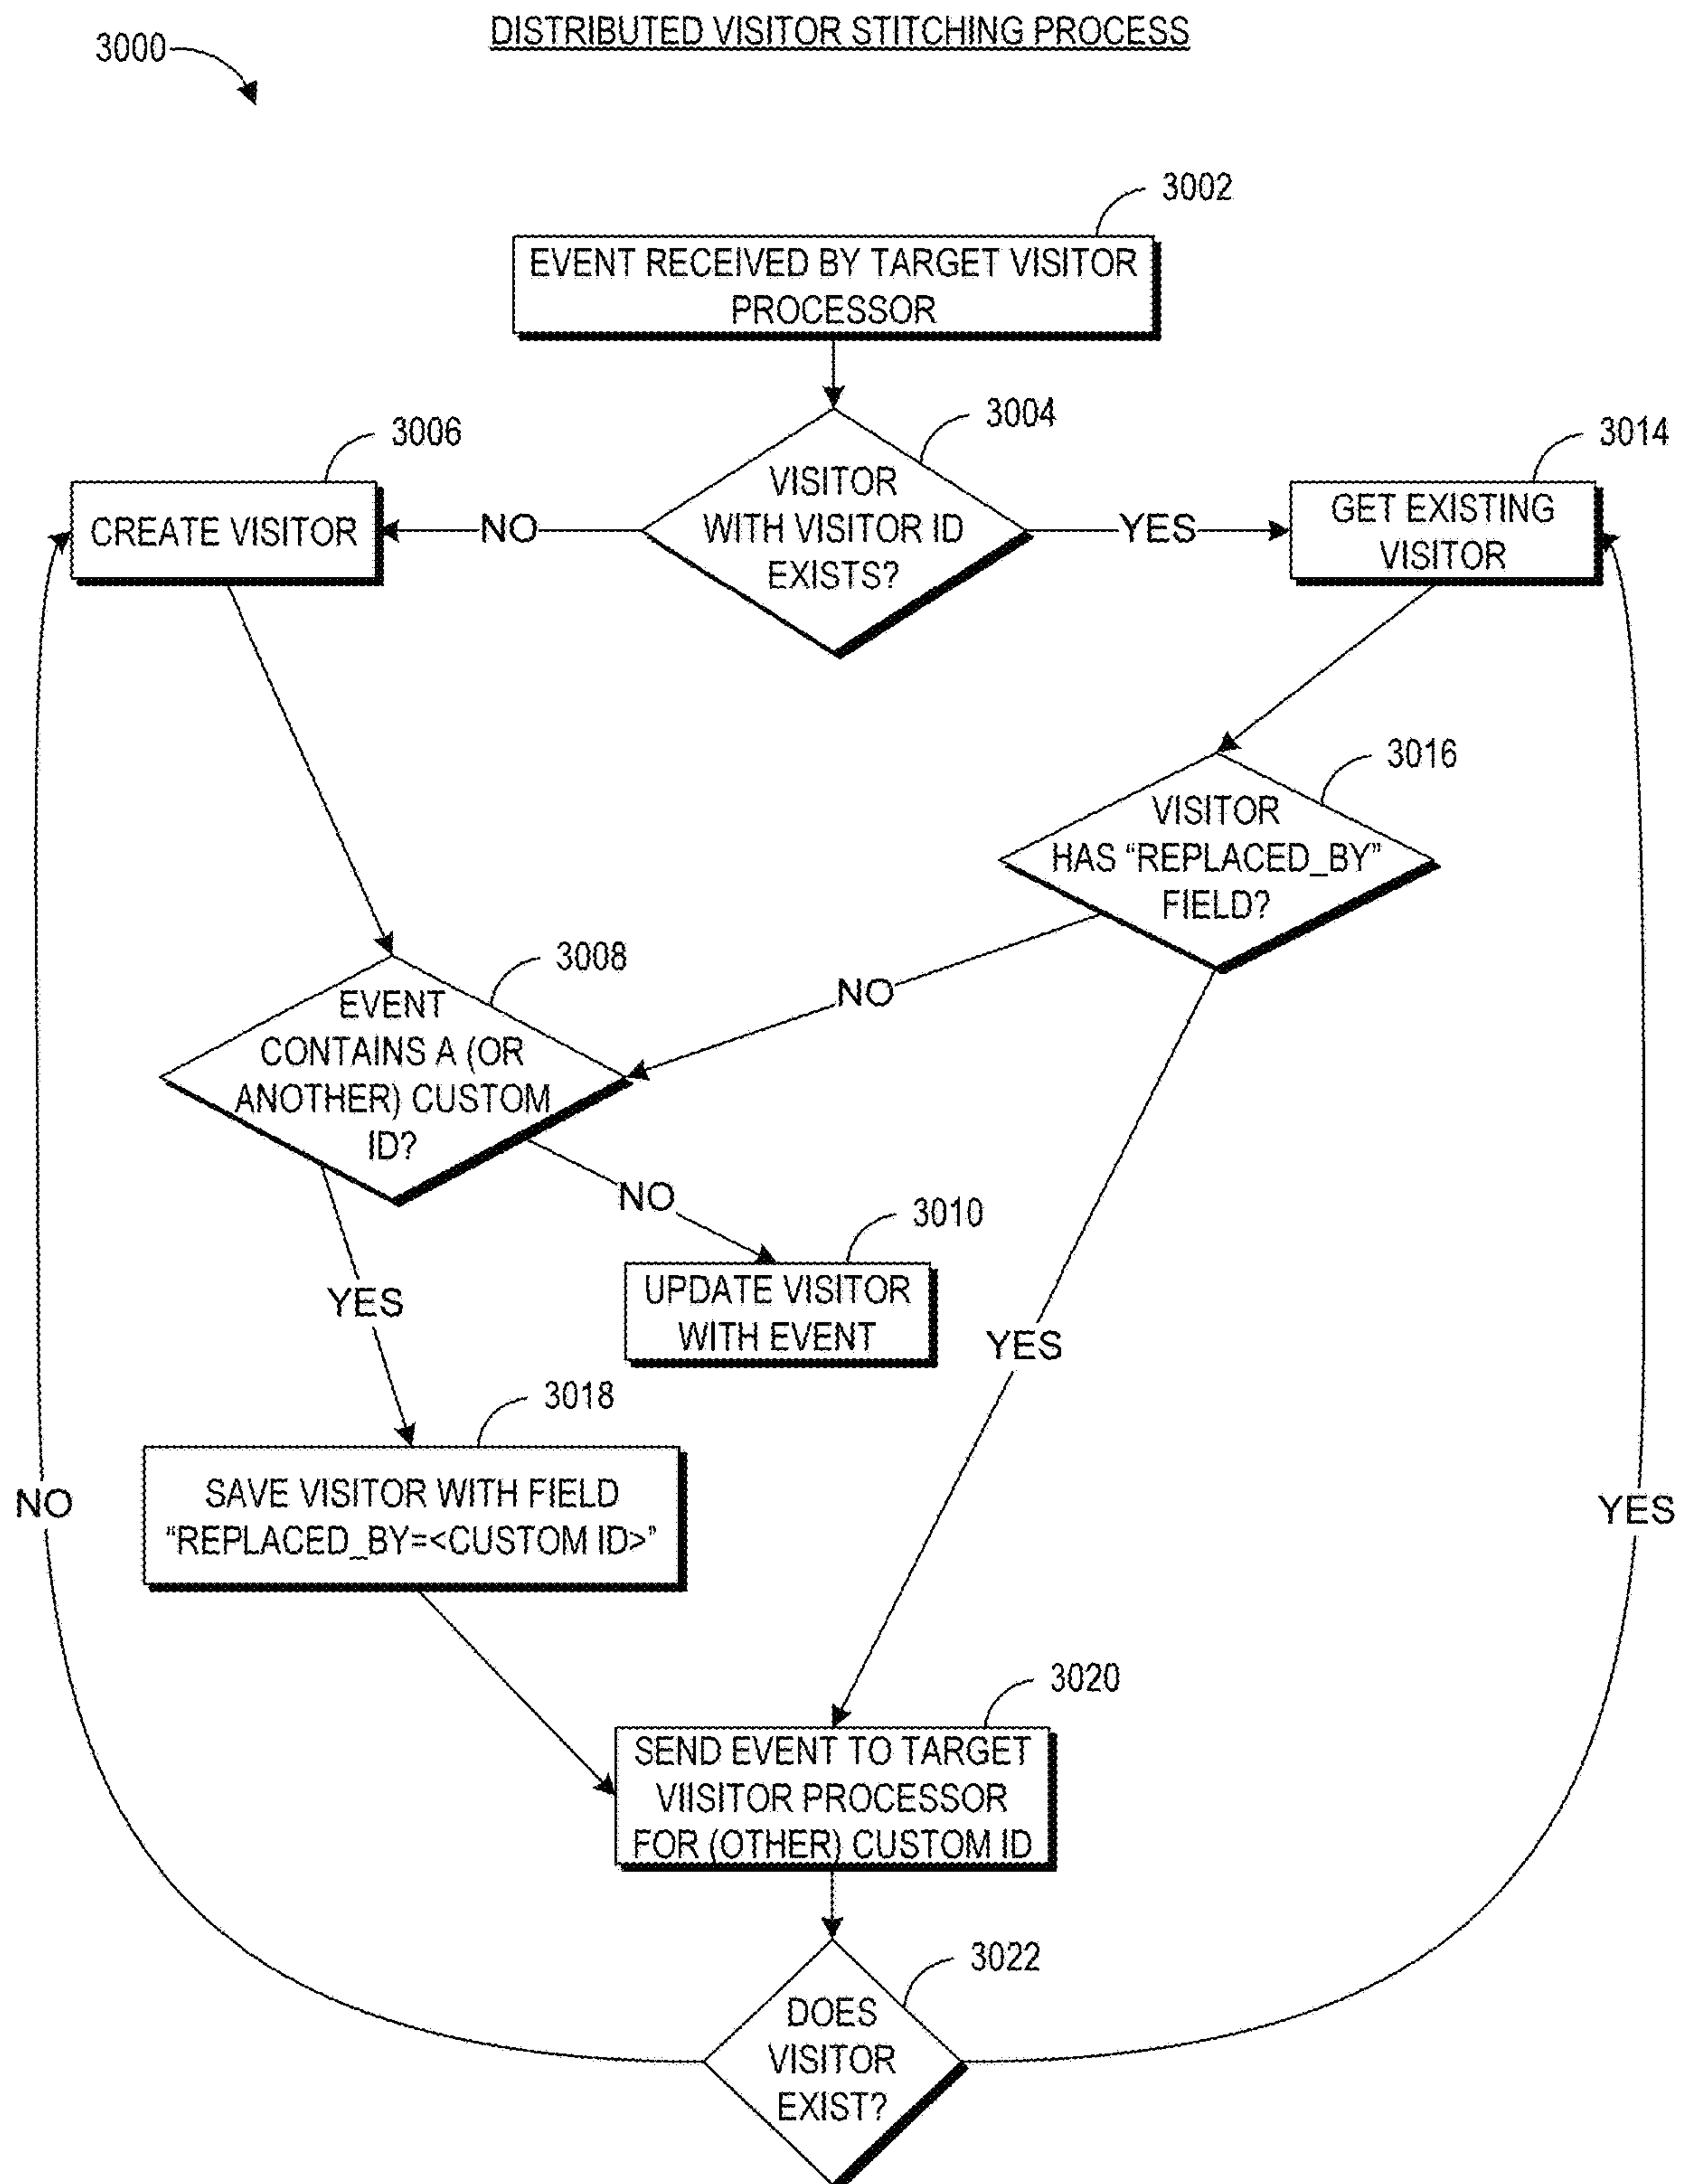 DISTRIBUTED VISITOR STITCHING PROCESS
3000
3002
EVENT RECEIVED BY TARGET VISITOR
PROCESSOR
3004
VISITOR
WITH VISITOR ID
EXISTS?
NO
YES
3006
CREATE VISITOR
3014
GET EXISTING
VISITOR
3016
VISITOR
HAS “REPLACED_BY”
FIELD?
NO
YES
3008
EVENT
CONTAINS A (OR
ANOTHER) CUSTOM
ID?
NO
3010
UPDATE VISITOR
WITH EVENT
YES
3018
SAVE VISITOR WITH FIELD
“REPLACED_BY=<CUSTOM ID>”
3020
SEND EVENT TO TARGET
VIISITOR PROCESSOR
FOR (OTHER) CUSTOM ID
3022
DOES
VISITOR
EXIST?
NO
YES